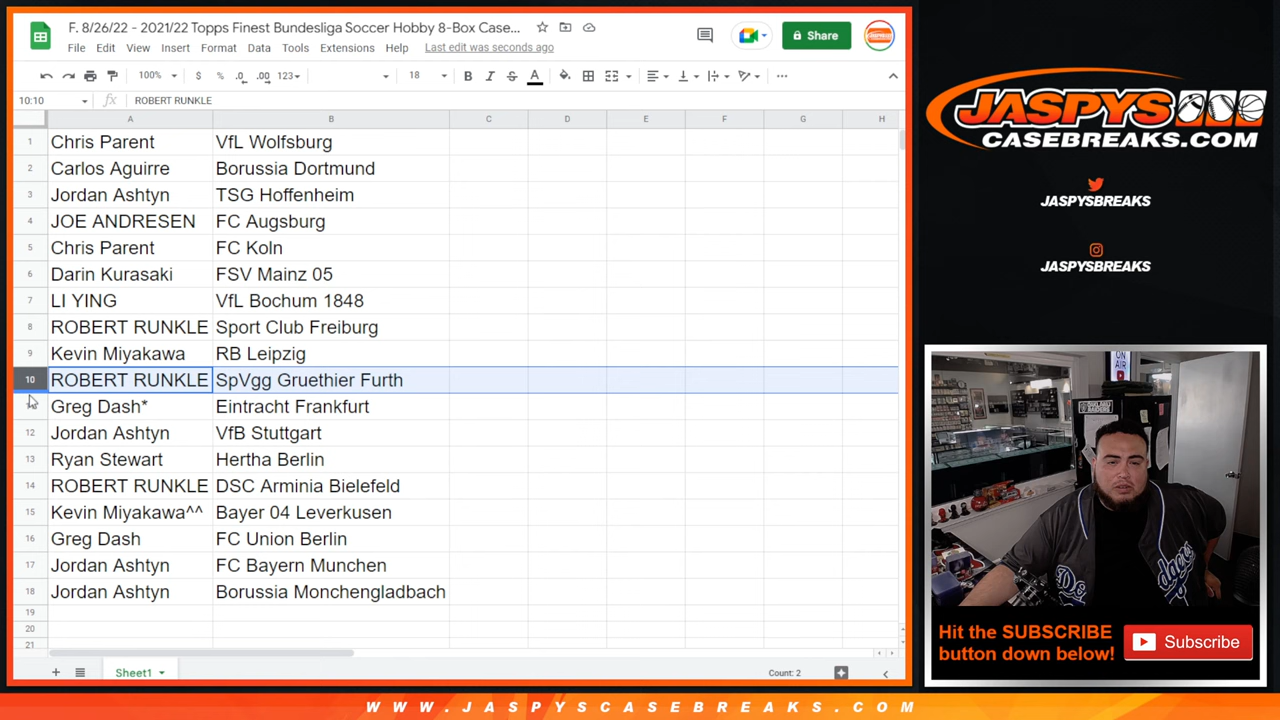 F. 8/26/22 - 2021/22 Topps Finest Bundesliga Soccer Hobby 8-Box Case...
Share
File Edit View Insert Format Data Tools Extensions Help Last edit was seconds ago
100% $ % .0 .00 123 18 B I S A
10:10 fx ROBERT RUNKLE
A B C D E F G H
1 Chris Parent VfL Wolfsburg
2 Carlos Aguirre Borussia Dortmund
3 Jordan Ashtyn TSG Hoffenheim
4 JOE ANDRESEN FC Augsburg
5 Chris Parent FC Koln
6 Darin Kurasaki FSV Mainz 05
7 LI YING VfL Bochum 1848
8 ROBERT RUNKLE Sport Club Freiburg
9 Kevin Miyakawa RB Leipzig
10 ROBERT RUNKLE SpVgg Gruethier Furth
Greg Dash* Eintracht Frankfurt
12 Jordan Ashtyn VfB Stuttgart
13 Ryan Stewart Hertha Berlin
14 ROBERT RUNKLE DSC Arminia Bielefeld
15 Kevin Miyakawa^^ Bayer 04 Leverkusen
16 Greg Dash FC Union Berlin
17 Jordan Ashtyn FC Bayern Munchen
18 Jordan Ashtyn Borussia Monchengladbach
19
20
21
Sheet1 Count: 2
JASPYS
CASEBREAKS.COM
JASPYSBREAKS
JASPYSBREAKS
ON AIR
Hit the SUBSCRIBE
button down below!
Subscribe
WWW.JASPYSCASEBREAKS.COM